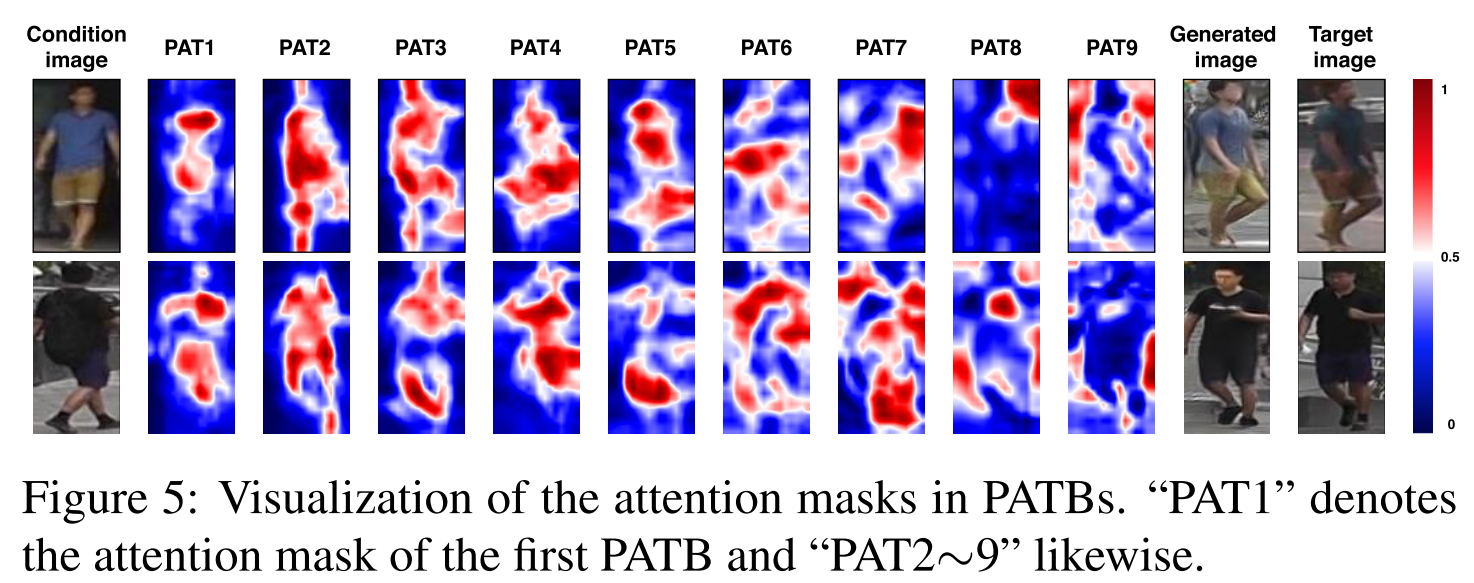 Condition image PAT1 PAT2 PAT3 PAT4 PAT5 PAT6 PAT7 PAT8 PAT9 Generated image Target image
1
0.5
0
Figure 5: Visualization of the attention masks in PATBs. “PAT1” denotes
the attention mask of the first PATB and “PAT2∼9” likewise.